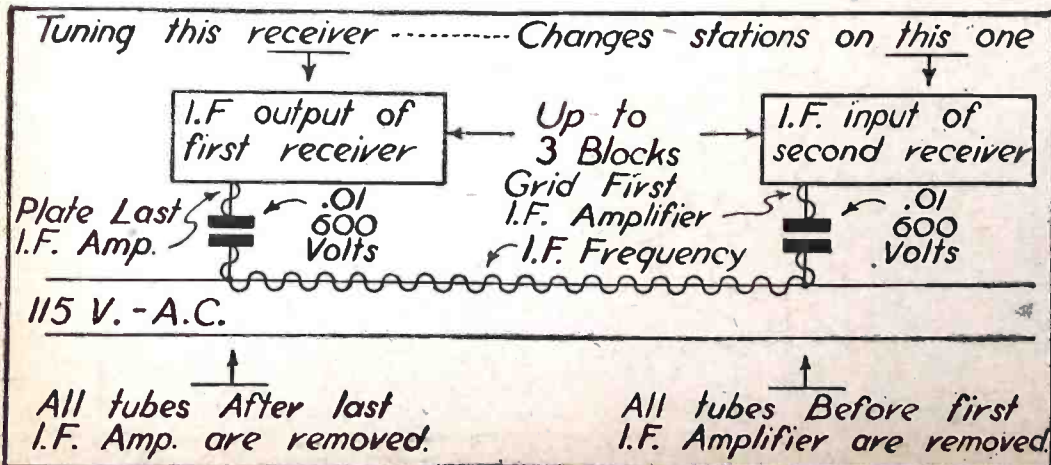 Tuning this receiver --------- Changes stations on this one
I.F output of
first receiver
Up to
3 Blocks
I.F. input of
second receiver
Plate Last
I.F. Amp.
.01
600
Volts
Grid First
I.F. Amplifier
I.F. Frequency
.01
600
Volts
115 V. - A.C.
All tubes After last
I.F. Amp. are removed.
All tubes Before first
I.F. Amplifier are removed.